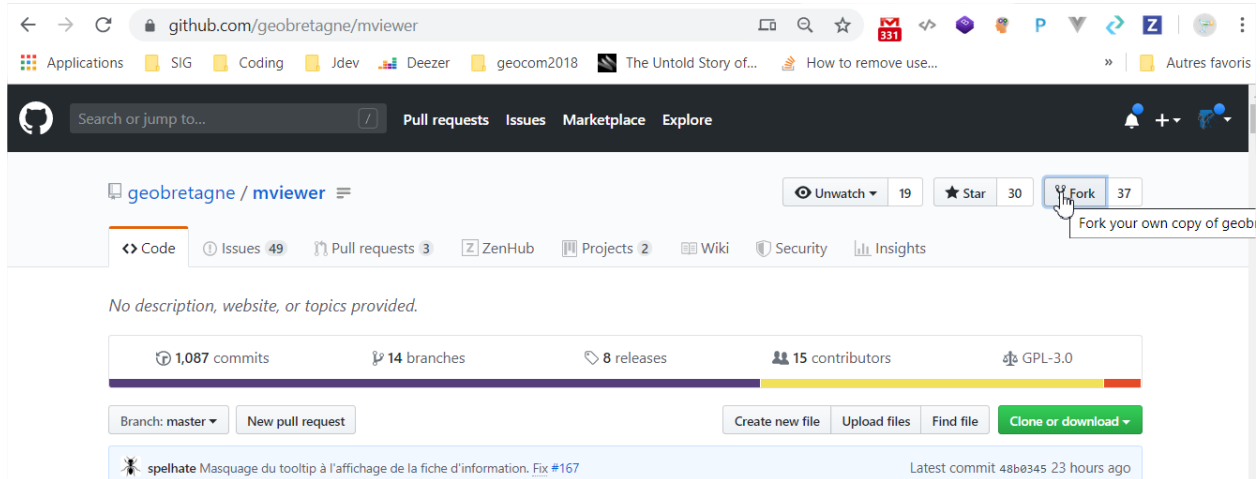 github.com/geobretagne/mviewer 331 P Z
Applications SIG Coding Jdev Deezer geocom2018 The Untold Story of... How to remove use... » Autres favoris
Search or jump to... / Pull requests Issues Marketplace Explore
geobretagne / mviewer Unwatch 19 Star 30 Fork 37
Fork your own copy of geobr
Code Issues 49 Pull requests 3 Z ZenHub Projects 2 Wiki Security Insights
No description, website, or topics provided.
1,087 commits 14 branches 8 releases 15 contributors GPL-3.0
Branch: master New pull request Create new file Upload files Find file Clone or download
spelhate Masquage du tooltip à l'affichage de la fiche d'information. Fix #167 Latest commit 48b0345 23 hours ago